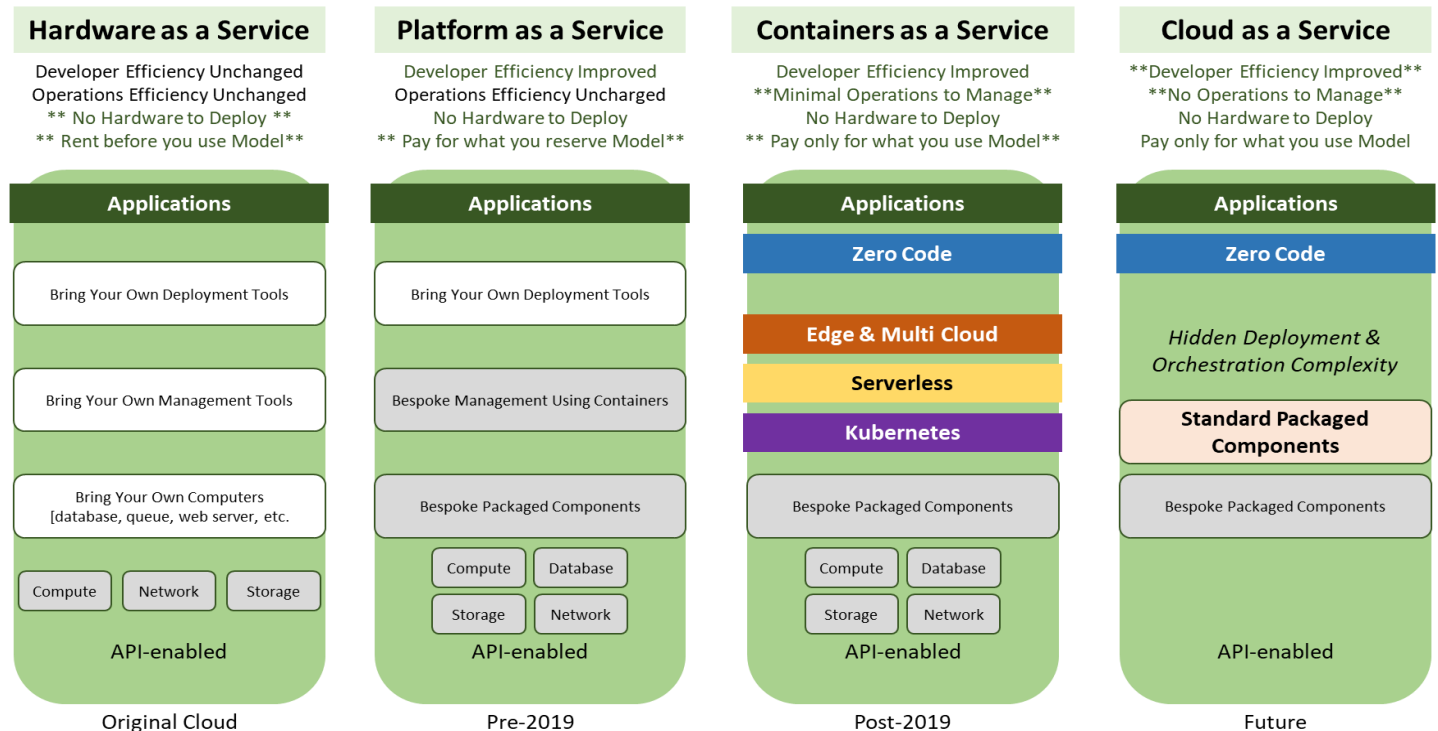 Hardware as a Service
Developer Efficiency Unchanged
Operations Efficiency Unchanged
** No Hardware to Deploy **
** Rent before you use Model**
Applications
Bring Your Own Deployment Tools
Bring Your Own Management Tools
Bring Your Own Computers
[database, queue, web server, etc.
Compute
Network
Storage
API-enabled
Original Cloud
Platform as a Service
Developer Efficiency Improved
Operations Efficiency Uncharged
No Hardware to Deploy
** Pay for what you reserve Model**
Applications
Bring Your Own Deployment Tools
Bespoke Management Using Containers
Bespoke Packaged Components
Compute
Database
Storage
Network
API-enabled
Pre-2019
Containers as a Service
Developer Efficiency Improved
**Minimal Operations to Manage**
No Hardware to Deploy
** Pay only for what you use Model**
Applications
Zero Code
Edge & Multi Cloud
Serverless
Kubernetes
Bespoke Packaged Components
Compute
Database
Storage
Network
API-enabled
Post-2019
Cloud as a Service
**Developer Efficiency Improved**
**No Operations to Manage**
No Hardware to Deploy
Pay only for what you use Model
Applications
Zero Code
Hidden Deployment &
Orchestration Complexity
Standard Packaged
Components
Bespoke Packaged Components
API-enabled
Future